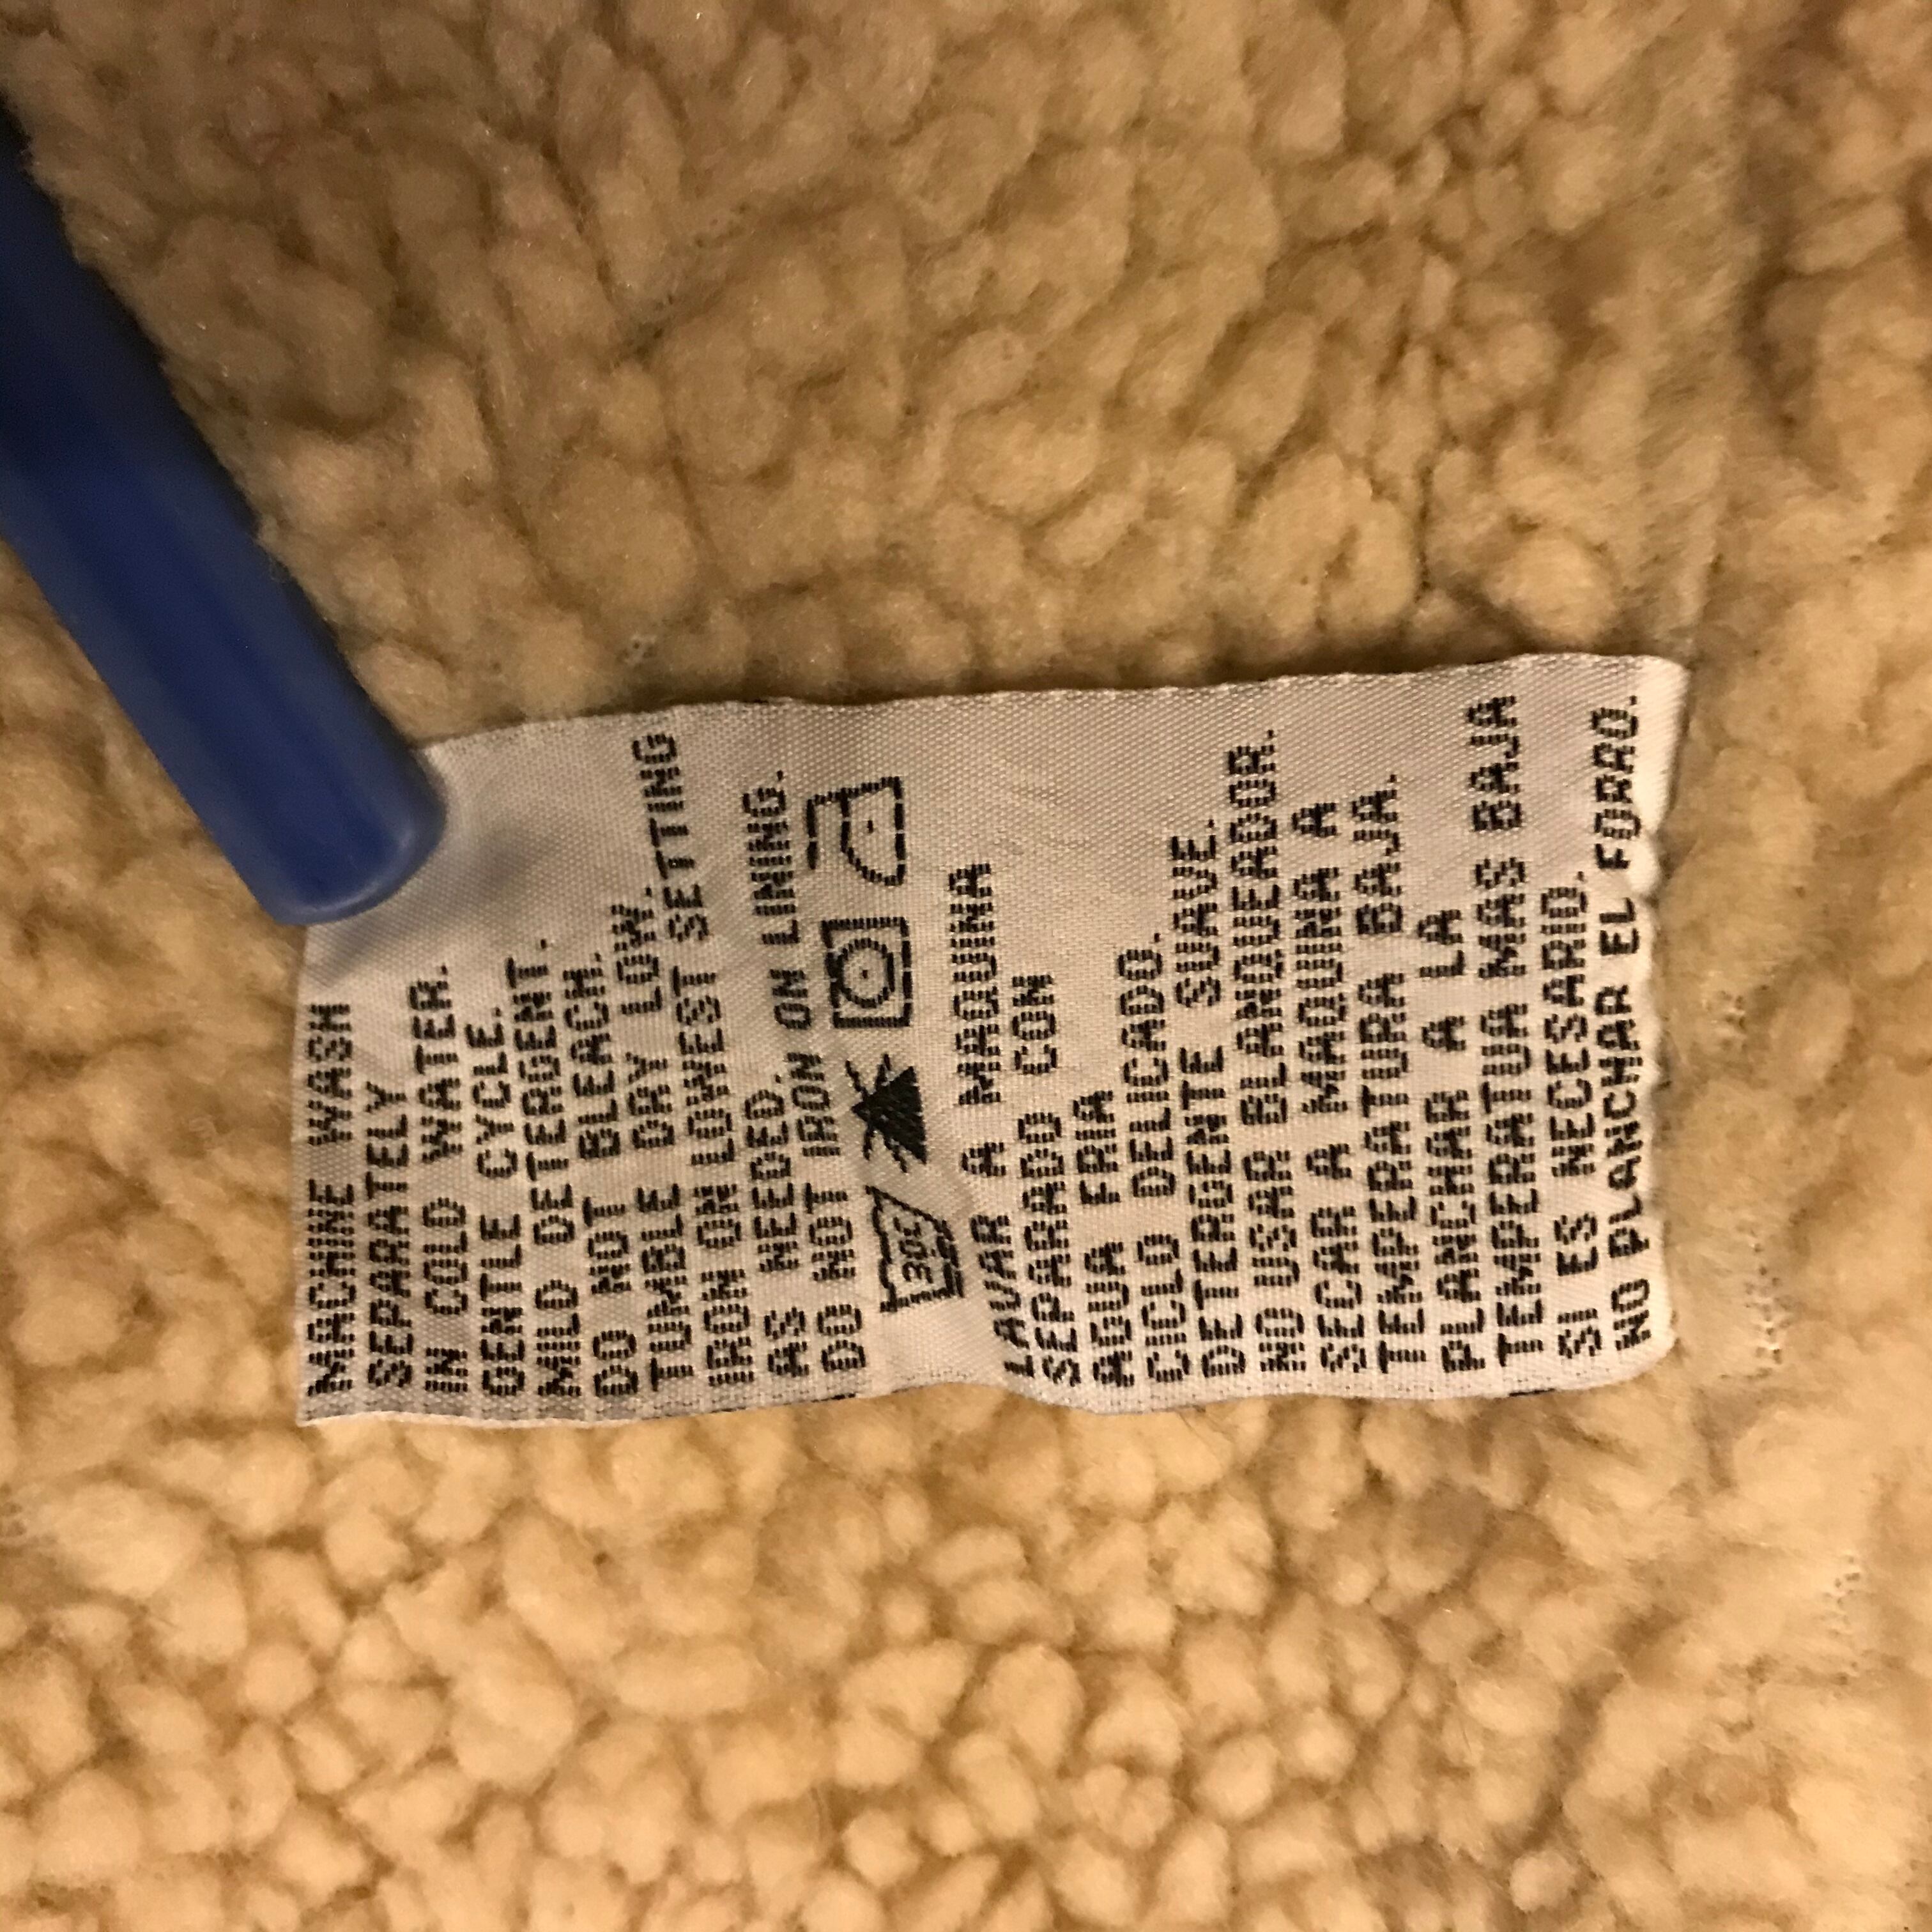 MACHINE WASH
SEPARATELY
IN COLD WATER.
GENTLE CYCLE.
MILD DETERGENT.
DO NOT BLEACH.
TUMBLE DRY LOW.
IRON ON LOWEST SETTING
AS NEEDED.
DO NOT IRON ON LINING.
30C
LAVAR A MAQUINA
SEPARADO CON
AGUA FRIA
CICLO DELICADO.
DETERGENTE SUAVE.
NO USAR BLANQUEADOR.
SECAR A MAQUINA A
TEMPERATURA BAJA.
PLANCHAR A LA
TEMPERATUA MAS BAJA
SI ES NECESARIO.
NO PLANCHAR EL FORRO.